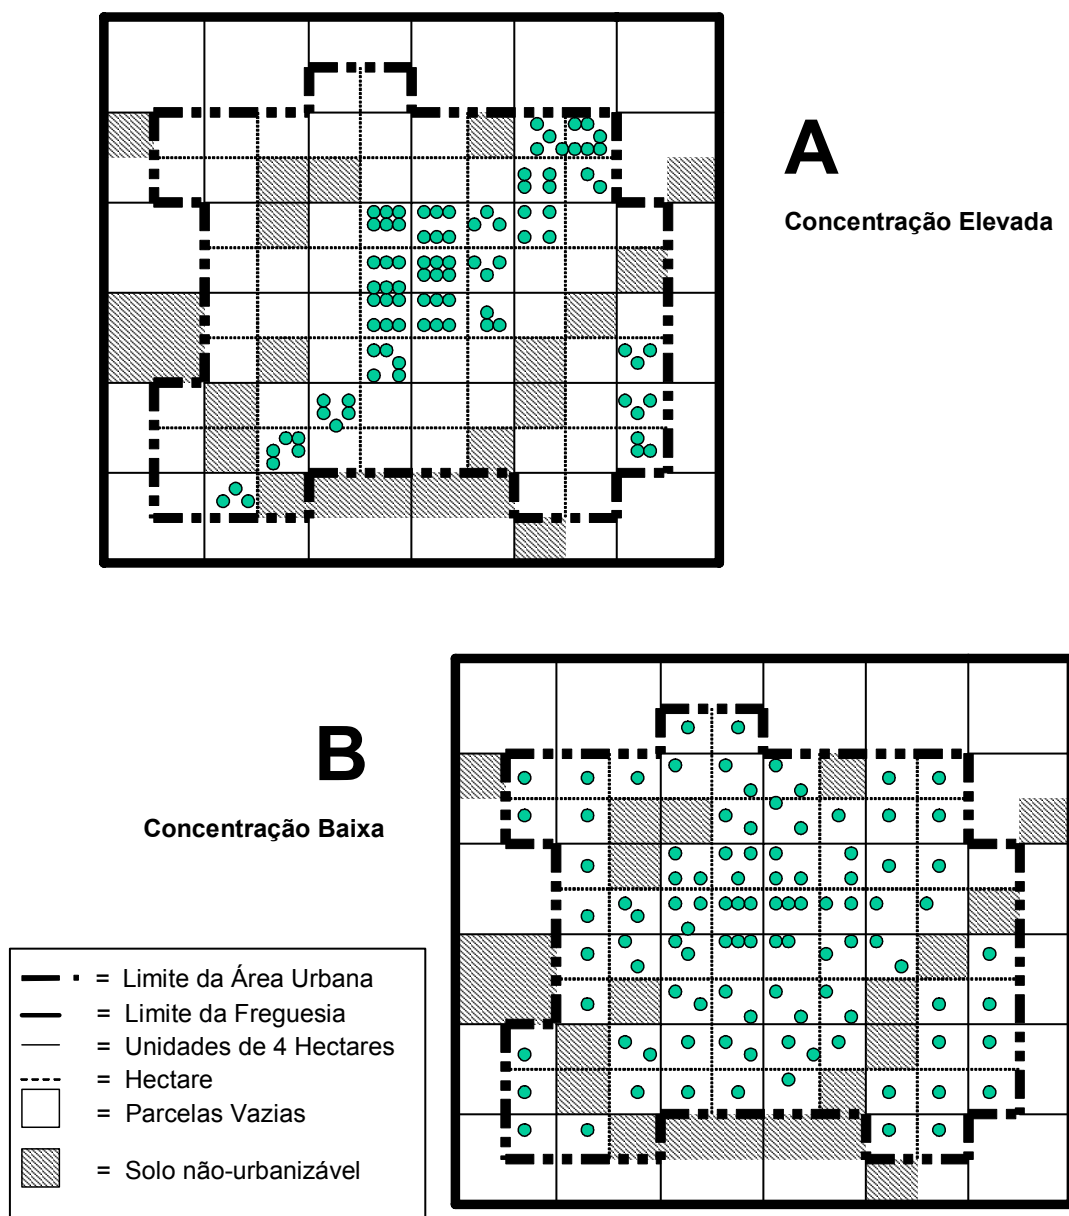 A
Concentração Elevada
B
Concentração Baixa
= Limite da Área Urbana
= Limite da Freguesia
= Unidades de 4 Hectares
= Hectare
= Parcelas Vazias
= Solo não-urbanizável